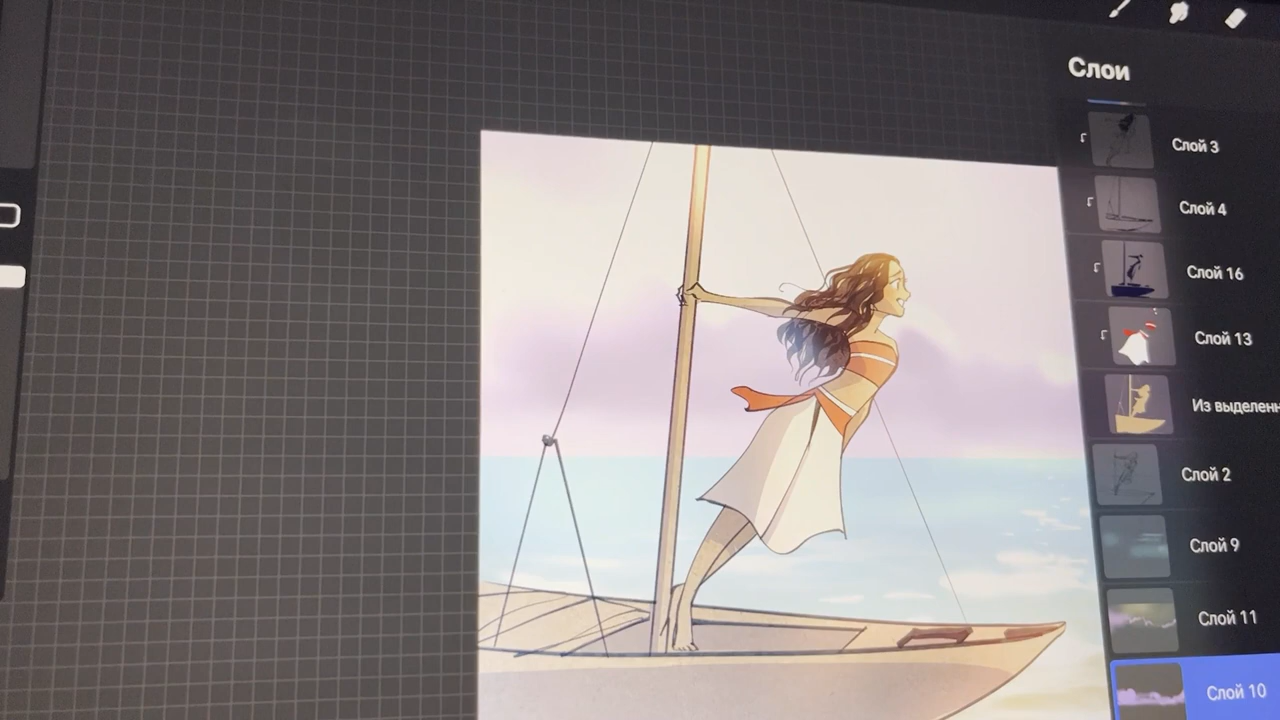 Слои
Слой 3
Слой 4
Слой 16
Слой 13
Из выделенн
Слой 2
Слой 9
Слой 11
Слой 10